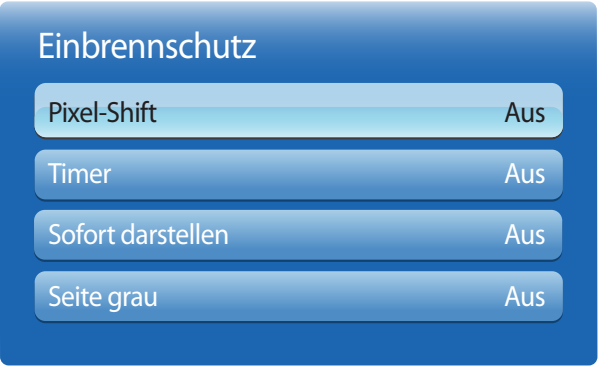 Einbrennschutz
Pixel-Shift Aus
Timer Aus
Sofort darstellen Aus
Seite grau Aus